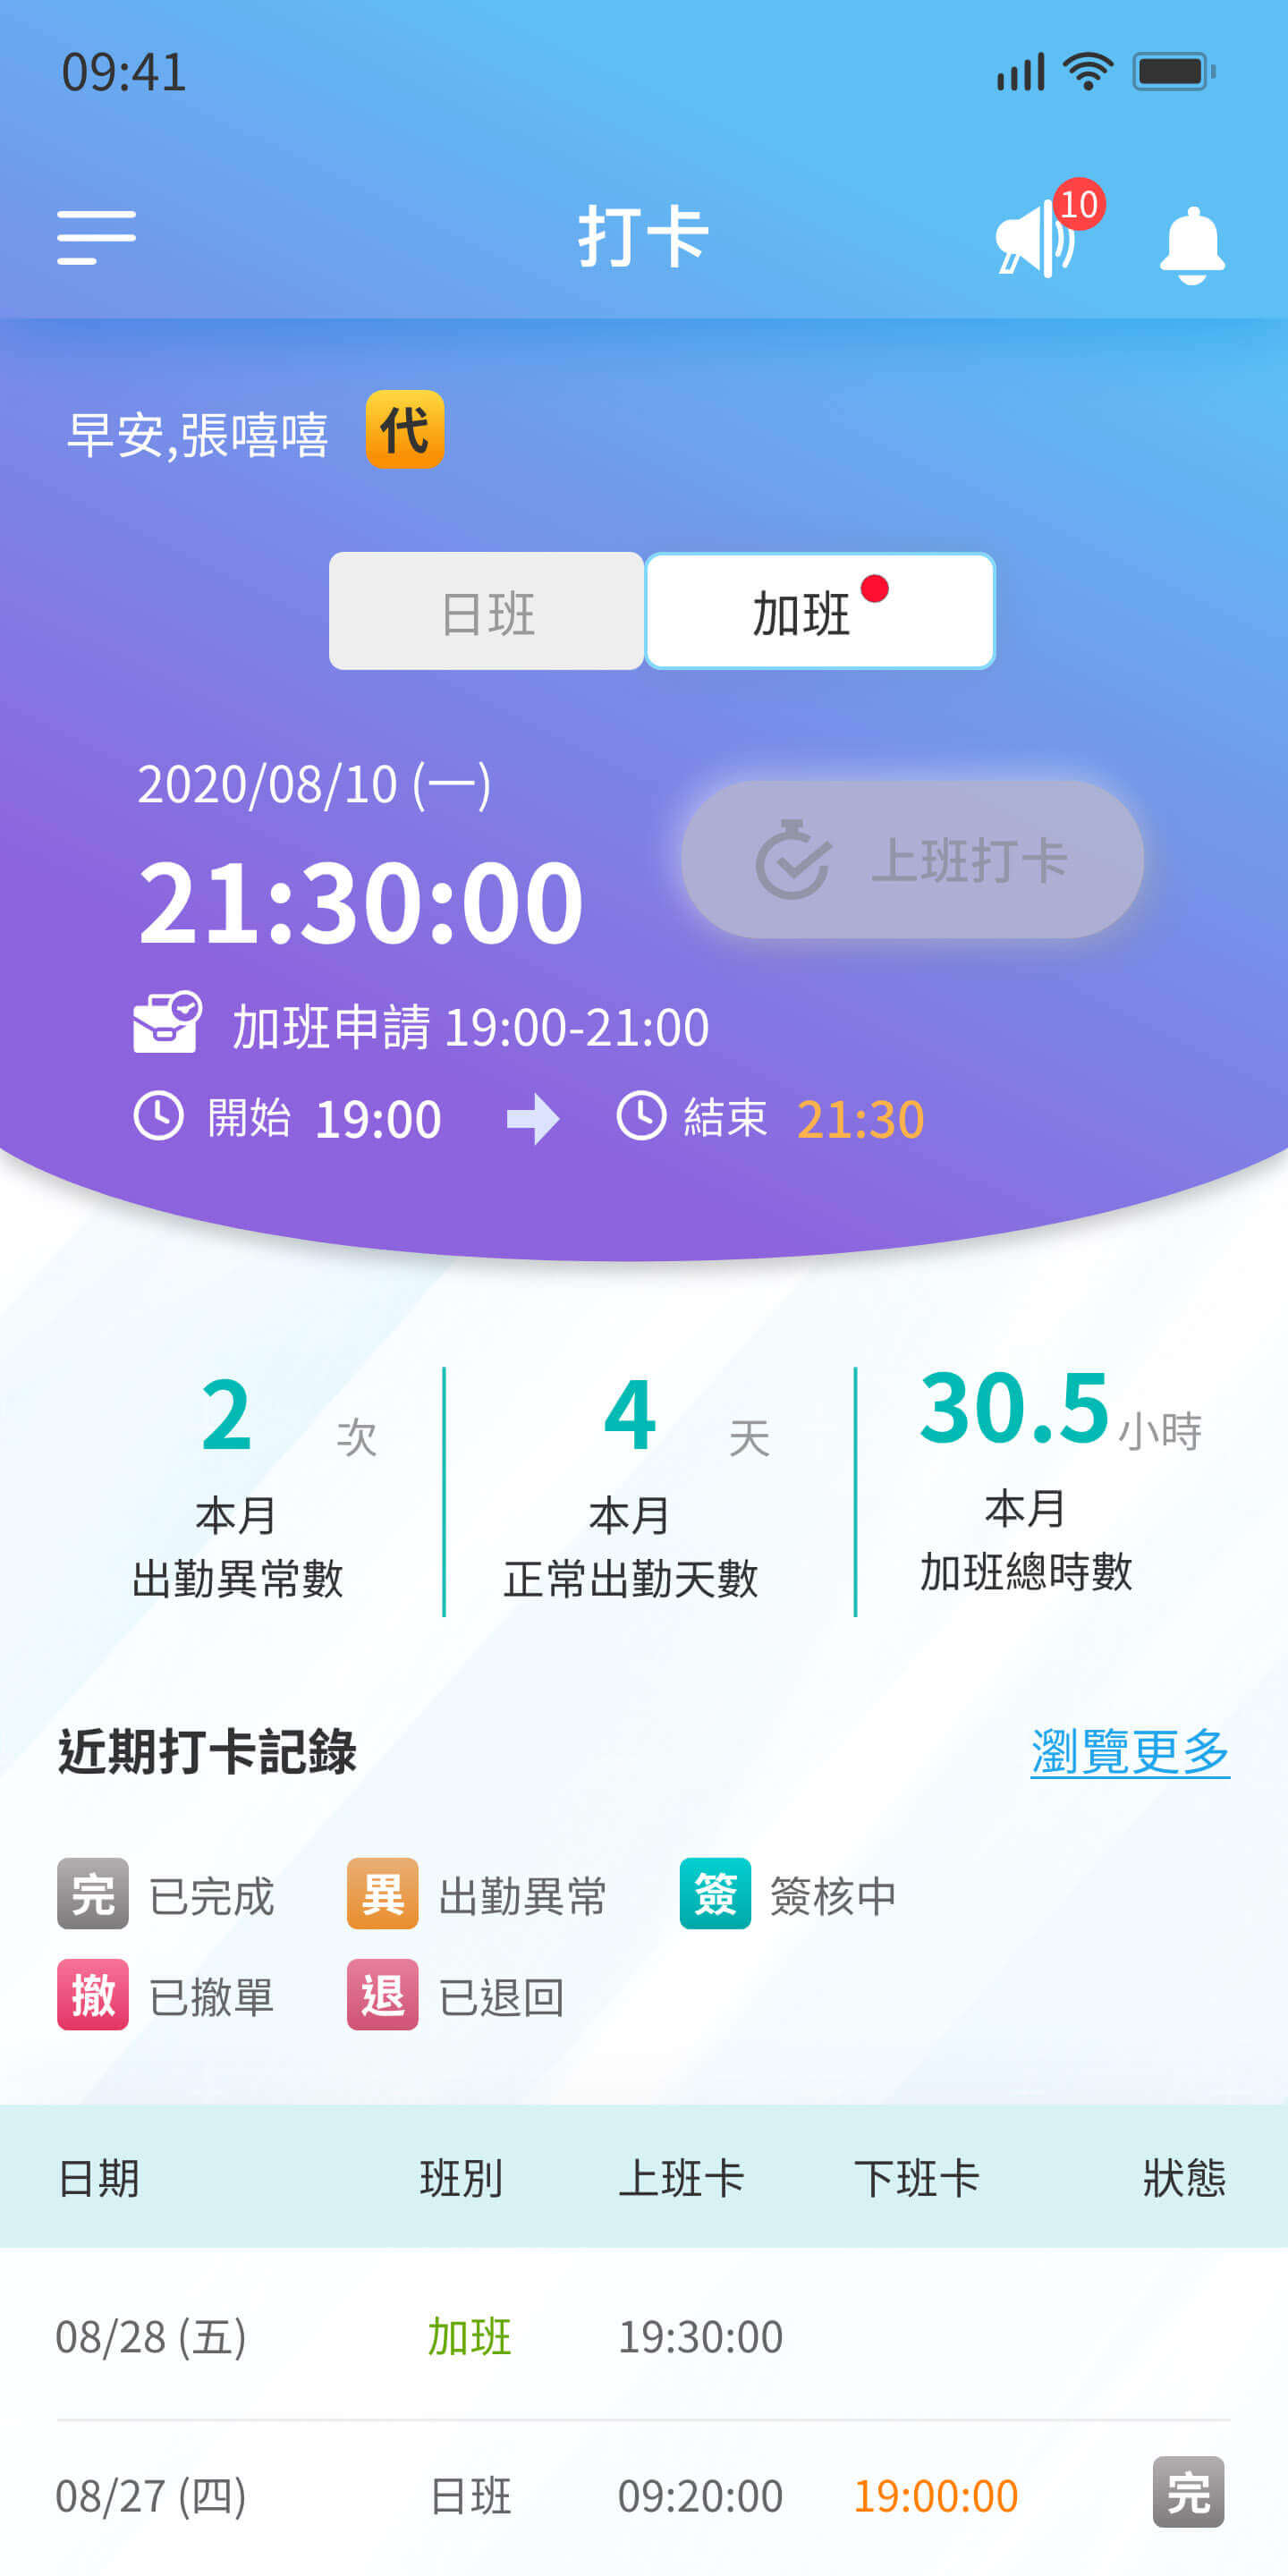 09:41
打卡
10
早安,張嘻嘻 代
日班 加班
2020/08/10 (一)
21:30:00
上班打卡
加班申請 19:00-21:00
開始 19:00 結束 21:30
2 次
本月
出勤異常數
4 天
本月
正常出勤天數
30.5 小時
本月
加班總時數
近期打卡記錄 瀏覽更多
完 已完成 異 出勤異常 簽 簽核中
撤 已撤單 退 已退回
日期 班別 上班卡 下班卡 狀態
08/28 (五) 加班 19:30:00
08/27 (四) 日班 09:20:00 19:00:00 完